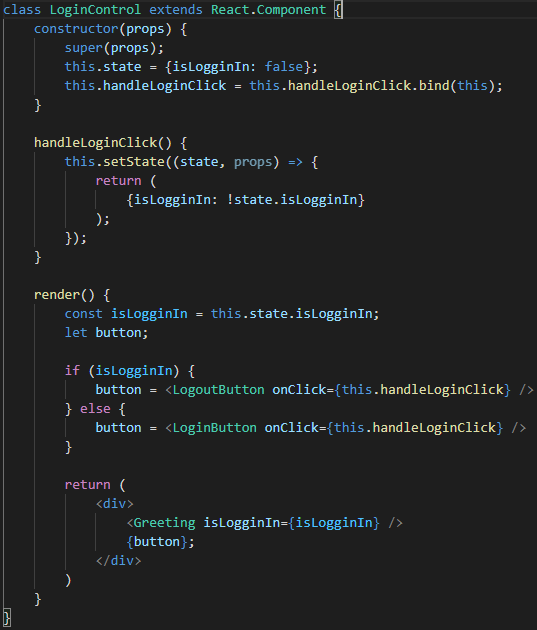 class LoginControl extends React.Component {
    constructor(props) {
        super(props);
        this.state = {isLogginIn: false};
        this.handleLoginClick = this.handleLoginClick.bind(this);
    }

    handleLoginClick() {
        this.setState((state, props) => {
            return (
                {isLogginIn: !state.isLogginIn}
            );
        });
    }

    render() {
        const isLogginIn = this.state.isLogginIn;
        let button;

        if (isLogginIn) {
            button = <LogoutButton onClick={this.handleLoginClick} />
        } else {
            button = <LoginButton onClick={this.handleLoginClick} />
        }

        return (
            <div>
                <Greeting isLogginIn={isLogginIn} />
                {button};
            </div>
        )
    }
}